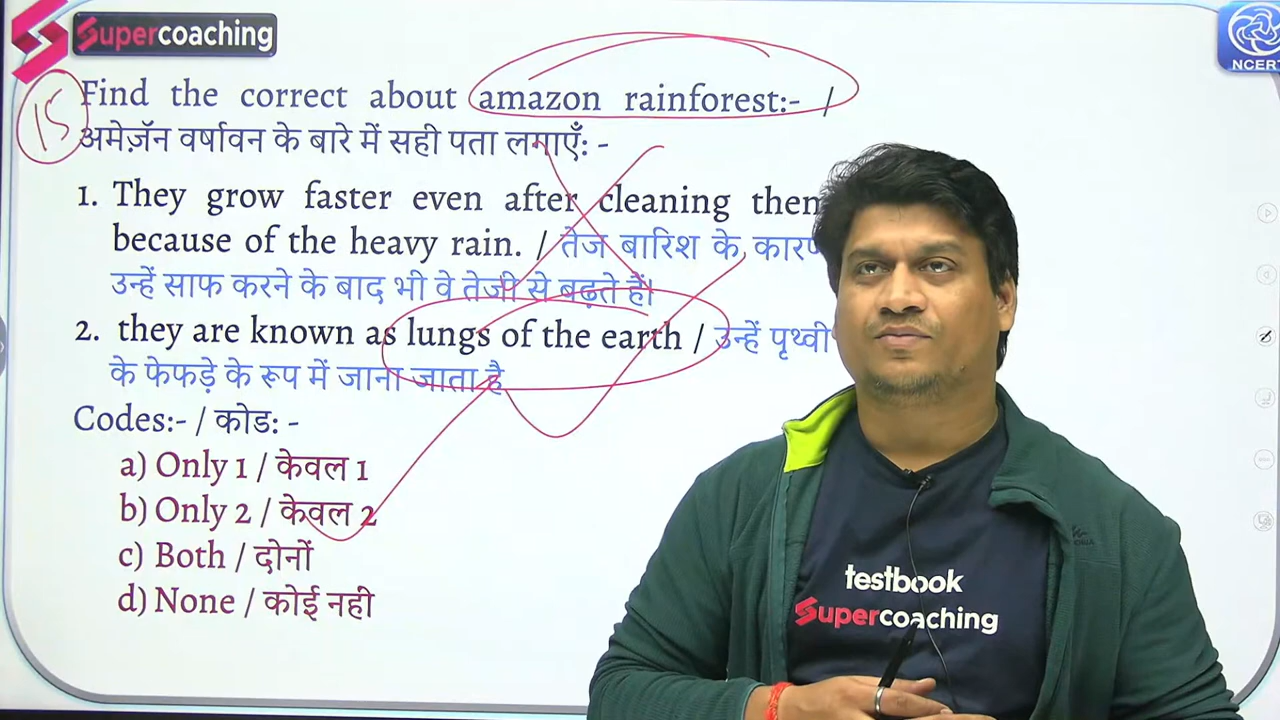 Supercoaching
NCERT
15
Find the correct about amazon rainforest:- /
अमेज़ॅन वर्षावन के बारे में सही पता लगाएँ: -
1. They grow faster even after cleaning them
because of the heavy rain. / तेज बारिश के
उन्हें साफ करने के बाद भी वे तेजी से बढ़ते हैं।
2. they are known as lungs of the earth / उन्हें पृथ्वी
के फेफड़े के रूप में जाना जाता है
Codes:- / कोड: -
a) Only 1 / केवल 1
b) Only 2 / केवल 2
c) Both / दोनों
d) None / कोई नहीं
testbook
Supercoaching